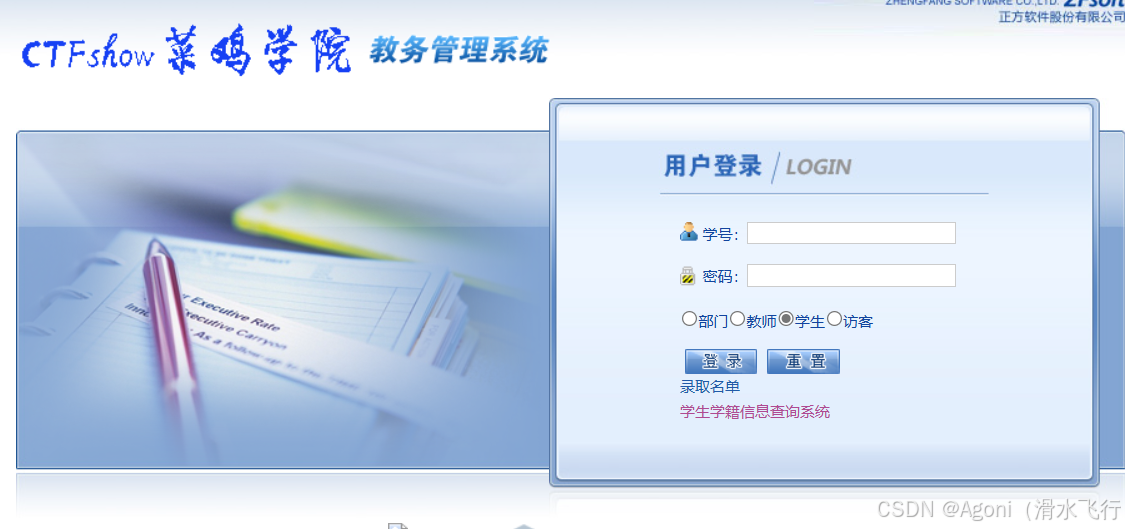 ZHENGFANG SOFTWARE CO.,LTD. ZFsoft
正方软件股份有限公司
CTFshow 菜鸡学院 教务管理系统
用户登录 / LOGIN
学号：
密码：
部门 教师 学生 访客
登 录 重 置
录取名单
学生学籍信息查询系统
Executive Rate
Executive Carryon
As a follow-up to the
CSDN @Agoni（滑水飞行